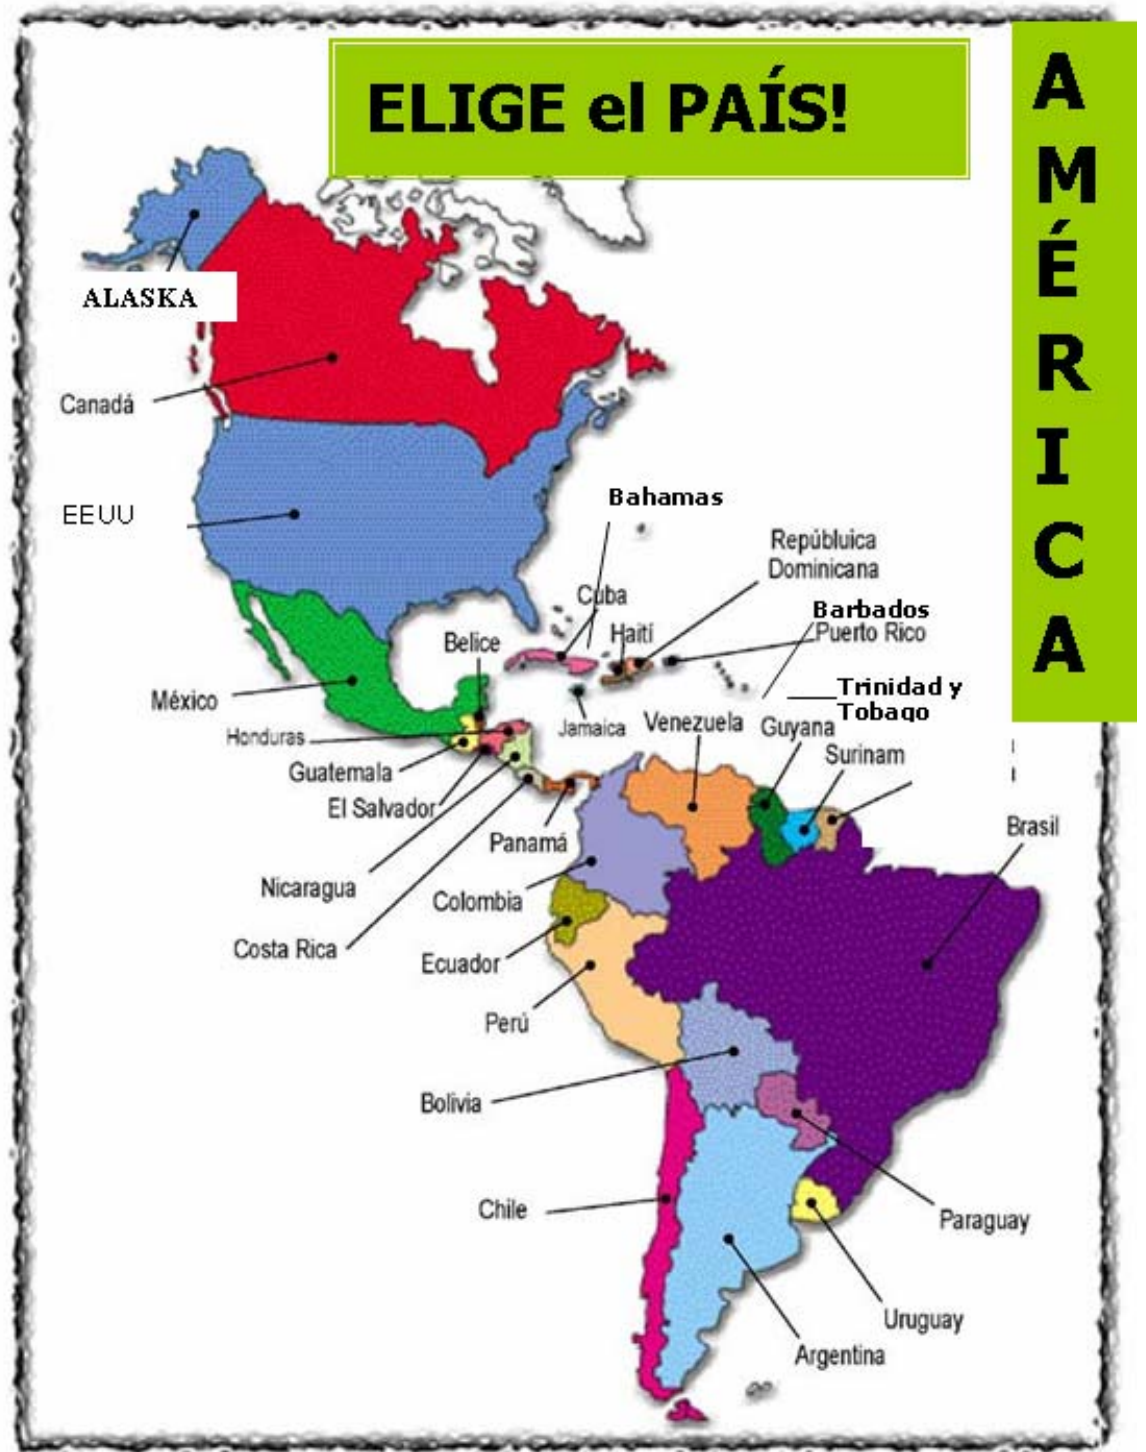 ELIGE el PAÍS!
AMÉRICA
ALASKA
Canadá
EEUU
Bahamas
Repúbluica
Dominicana
Cuba
Barbados
Haití
Puerto Rico
Belice
México
Trinidad y
Tobago
Honduras
Jamaica
Venezuela
Guyana
Guatemala
Surinam
El Salvador
Panamá
Brasil
Nicaragua
Colombia
Costa Rica
Ecuador
Perú
Bolivia
Chile
Paraguay
Uruguay
Argentina